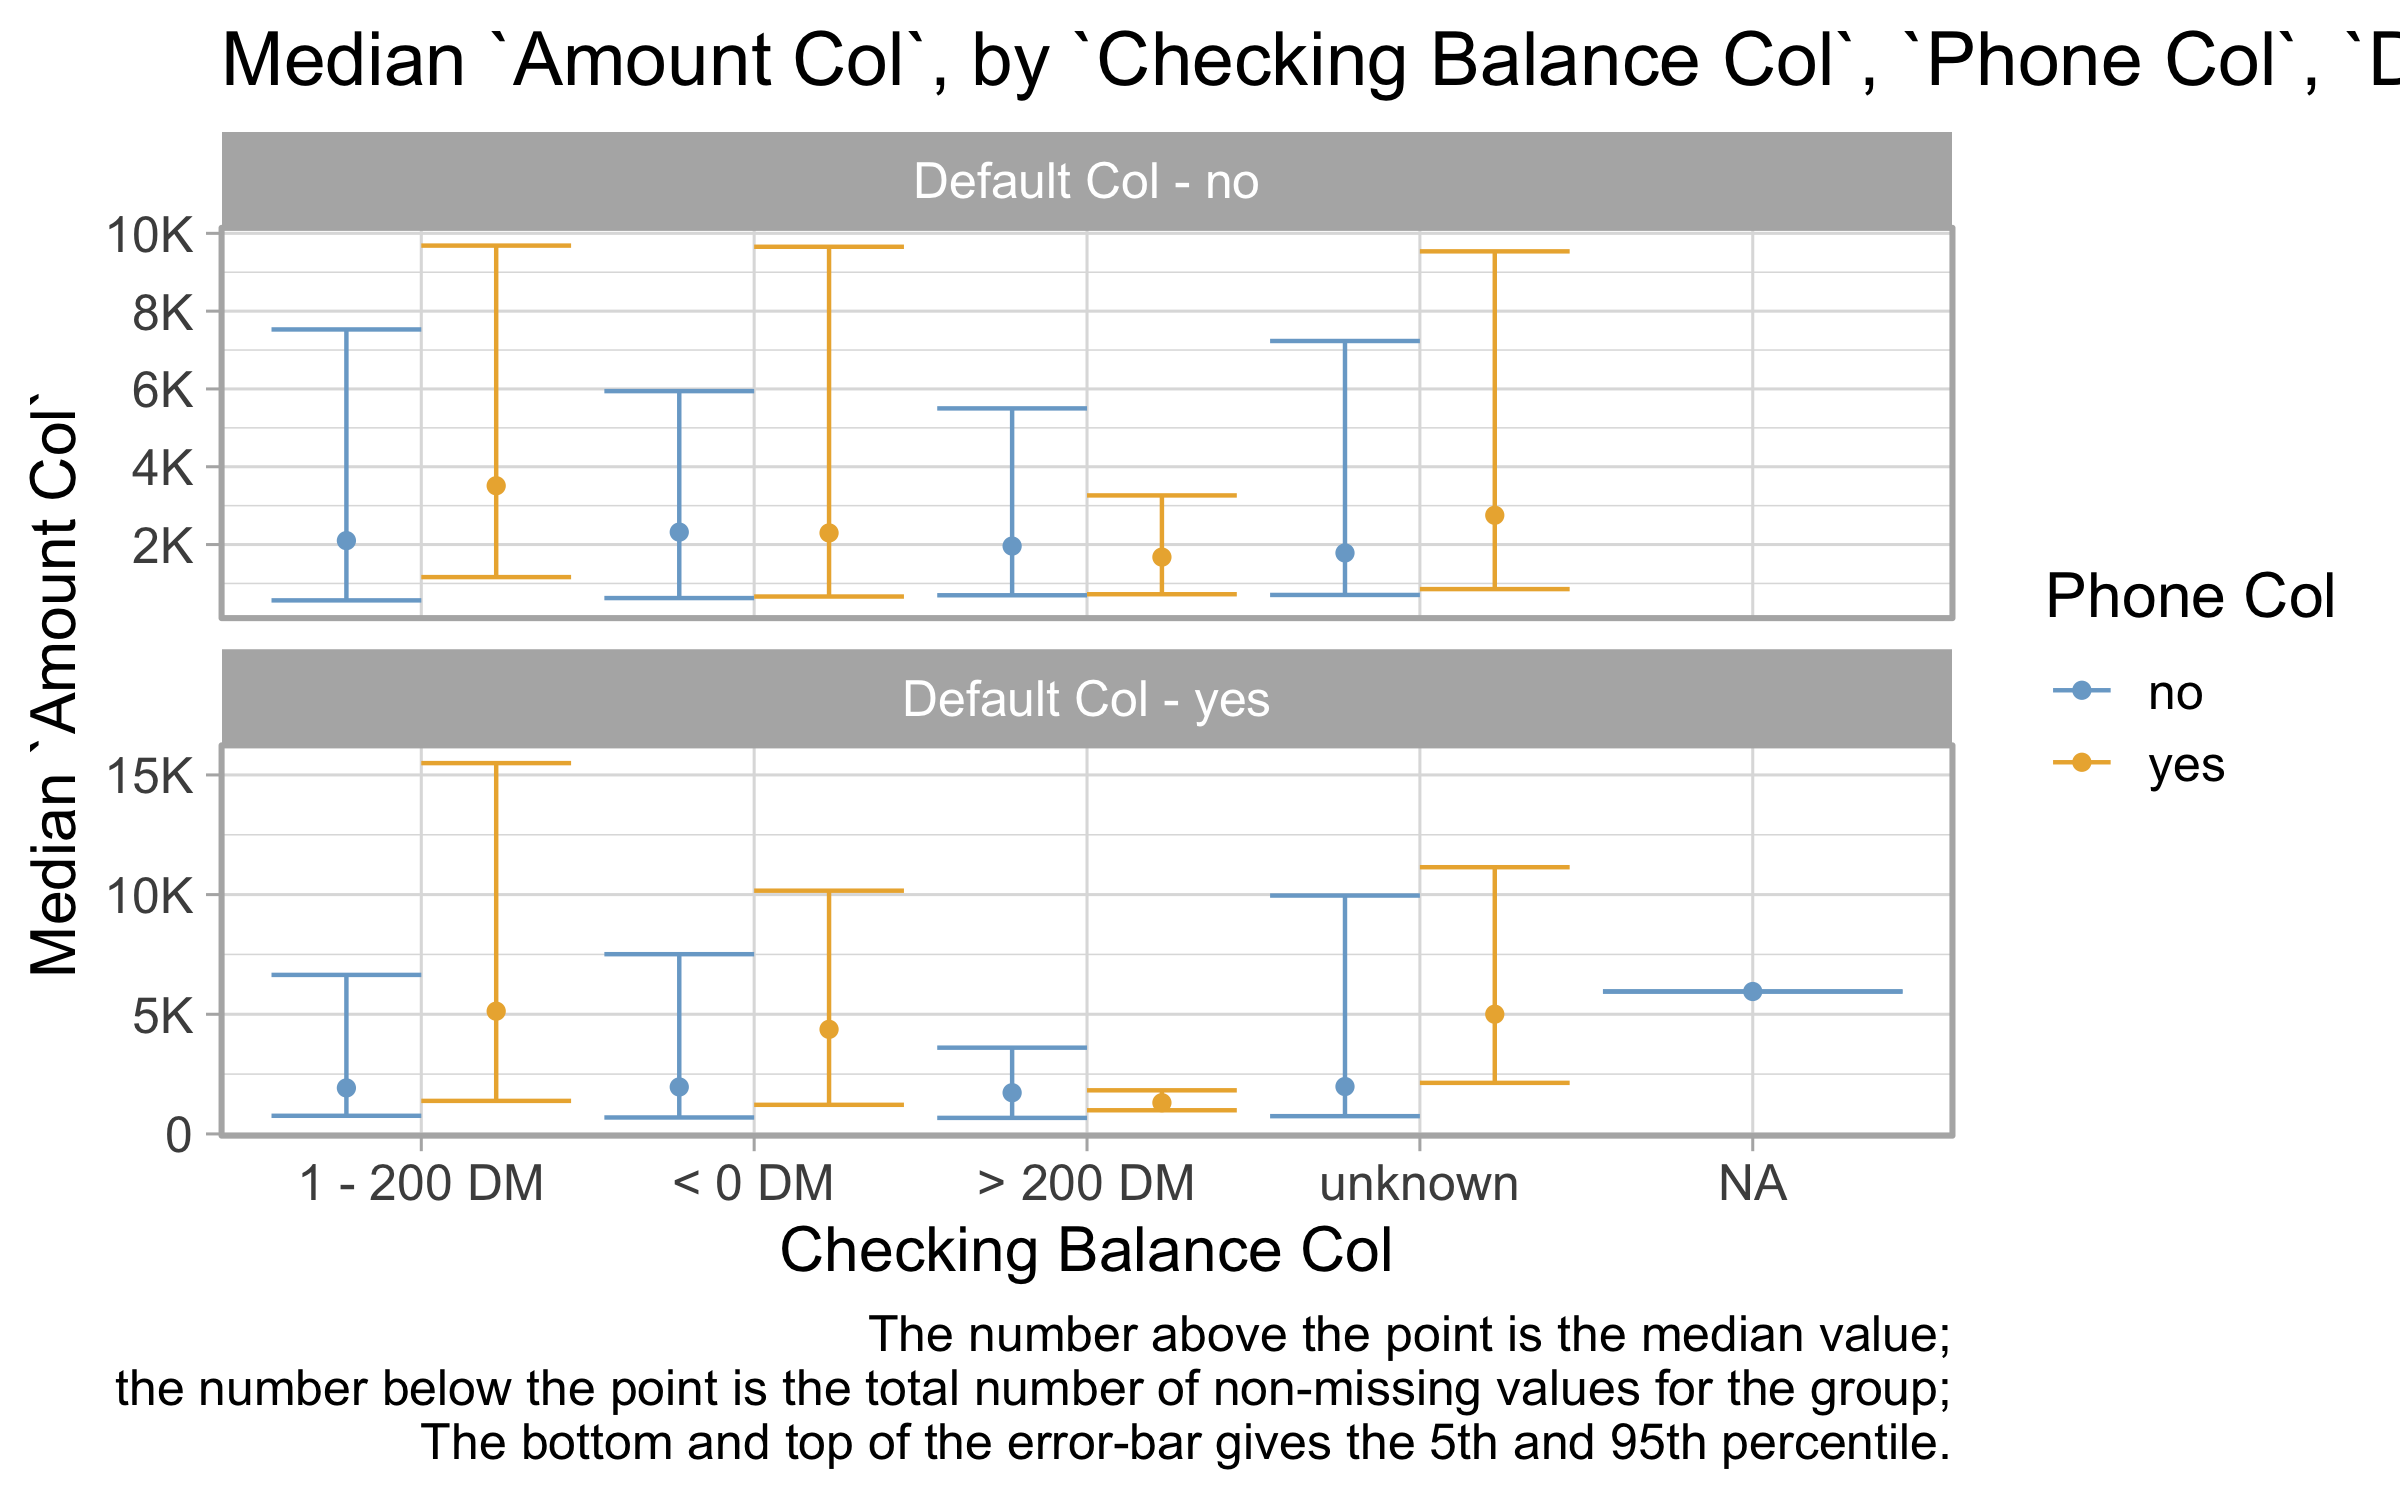 Median `Amount Col`, by `Checking Balance Col`, `Phone Col`, `D
Default Col - no
10K
8K
6K
4K
2K
Default Col - yes
15K
10K
5K
0
Median `Amount Col`
1 - 200 DM
< 0 DM
> 200 DM
unknown
NA
Checking Balance Col
Phone Col
no
yes
The number above the point is the median value;
the number below the point is the total number of non-missing values for the group;
The bottom and top of the error-bar gives the 5th and 95th percentile.